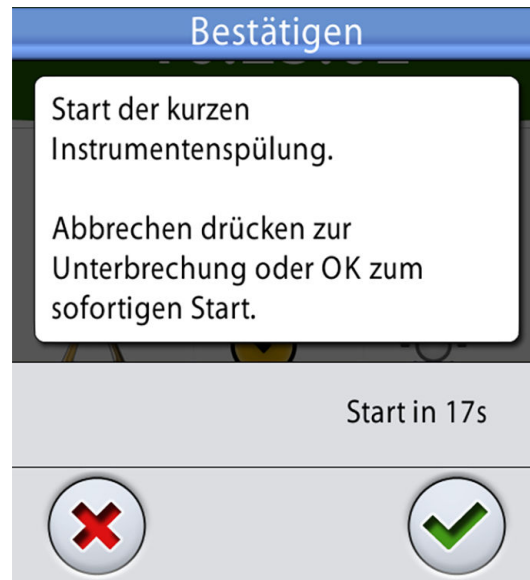 Bestätigen
Start der kurzen
Instrumentenspülung.
Abbrechen drücken zur
Unterbrechung oder OK zum
sofortigen Start.
Start in 17s